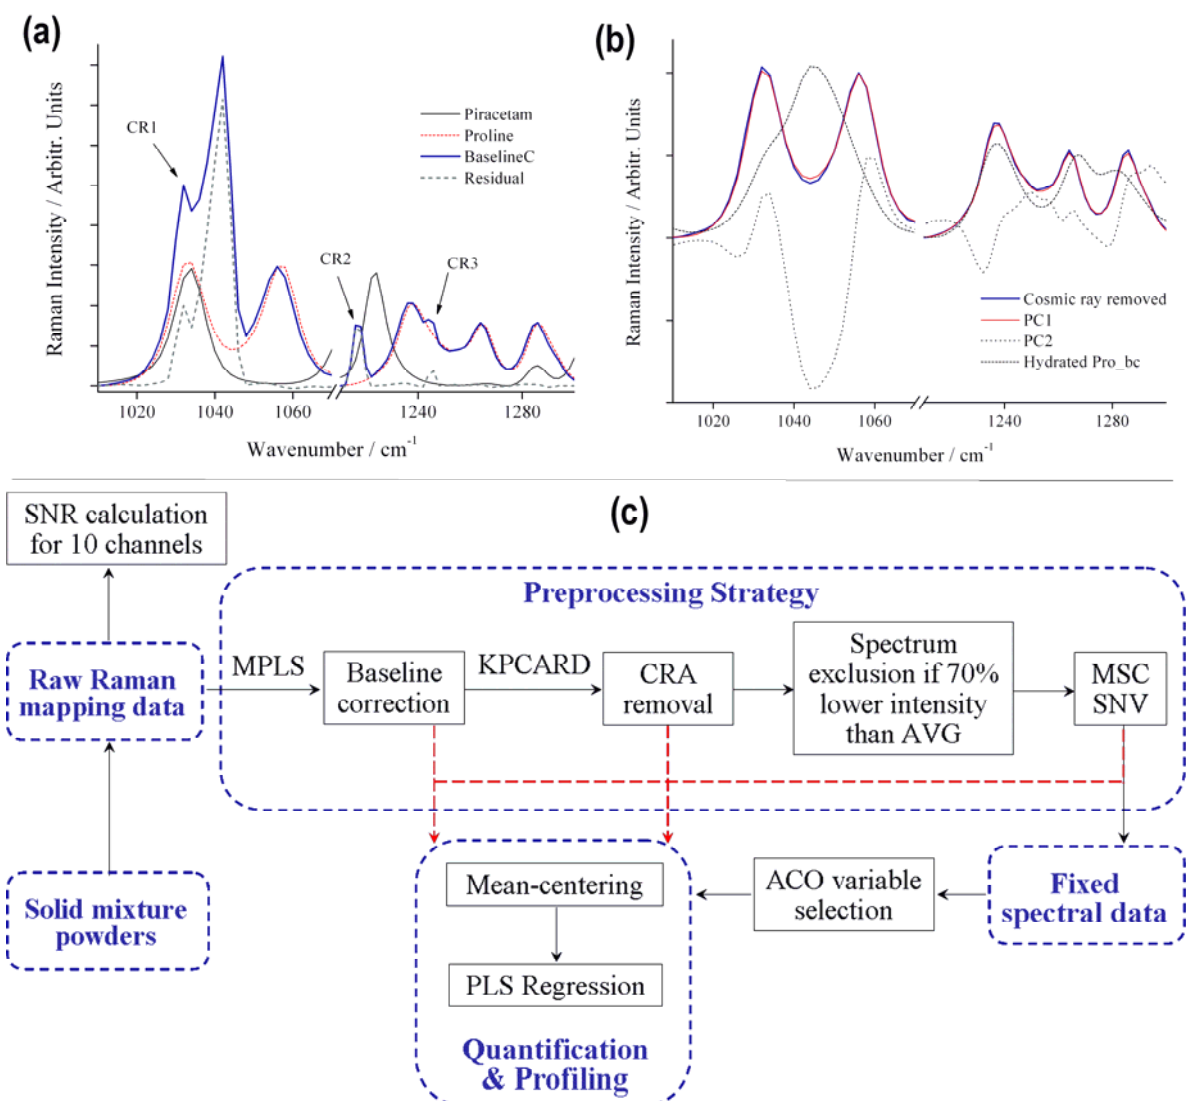 (a)
Raman Intensity / Arbitr. Units
CR1
CR2
CR3
Piracetam
Proline
BaselineC
Residual
1020
1040
1060
1240
1280
Wavenumber / cm⁻¹
(b)
Raman Intensity / Arbitr. Units
Cosmic ray removed
PC1
PC2
Hydrated Pro_bc
1020
1040
1060
1240
1280
Wavenumber / cm⁻¹
(c)
SNR calculation
for 10 channels
Raw Raman
mapping data
Solid mixture
powders
Preprocessing Strategy
MPLS
Baseline
correction
KPCARD
CRA
removal
Spectrum
exclusion if 70%
lower intensity
than AVG
MSC
SNV
Fixed
spectral data
ACO variable
selection
Mean-centering
PLS Regression
Quantification
& Profiling